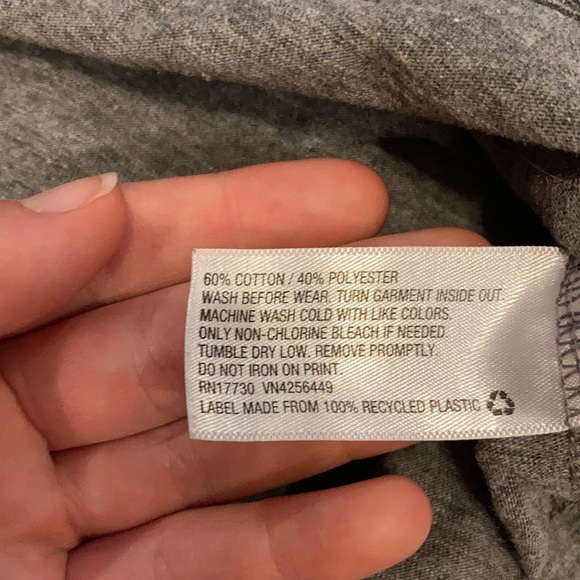 60% COTTON / 40% POLYESTER
WASH BEFORE WEAR. TURN GARMENT INSIDE OUT.
MACHINE WASH COLD WITH LIKE COLORS.
ONLY NON-CHLORINE BLEACH IF NEEDED.
TUMBLE DRY LOW. REMOVE PROMPTLY.
DO NOT IRON ON PRINT.
RN17730 VN4256449
LABEL MADE FROM 100% RECYCLED PLASTIC